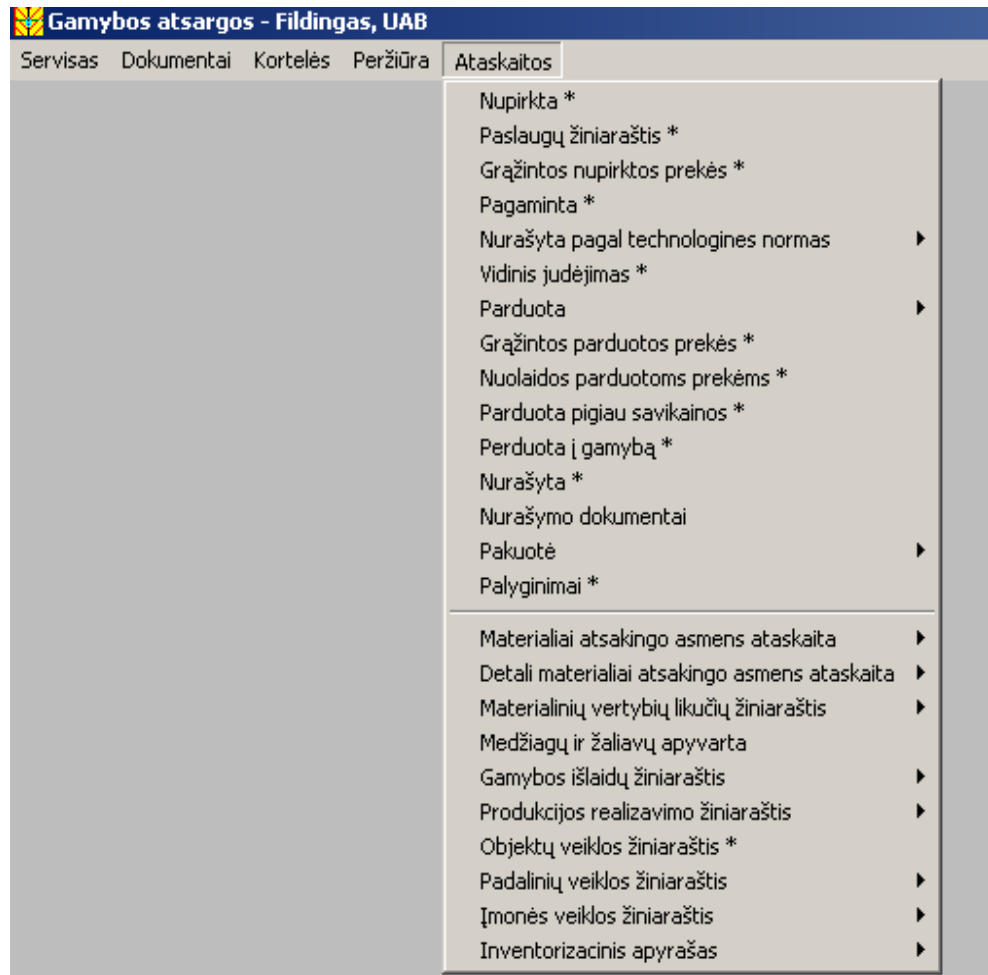 Gamybos atsargos - Fildingas, UAB
Servisas Dokumentai Kortelės Peržiūra Ataskaitos
Nupirkta *
Paslaugų žiniaraštis *
Grąžintos nupirktos prekės *
Pagaminta *
Nurašyta pagal technologines normas
Vidinis judėjimas *
Parduota
Grąžintos parduotos prekės *
Nuolaidos parduotoms prekėms *
Parduota pigiau savikainos *
Perduota į gamybą *
Nurašyta *
Nurašymo dokumentai
Pakuotė
Palyginimai *
Materialiai atsakingo asmens ataskaita
Detali materialiai atsakingo asmens ataskaita
Materialinių vertybių likučių žiniaraštis
Medžiagų ir žaliavų apyvarta
Gamybos išlaidų žiniaraštis
Produkcijos realizavimo žiniaraštis
Objektų veiklos žiniaraštis *
Padalinių veiklos žiniaraštis
Įmonės veiklos žiniaraštis
Inventorizacinis apyrašas